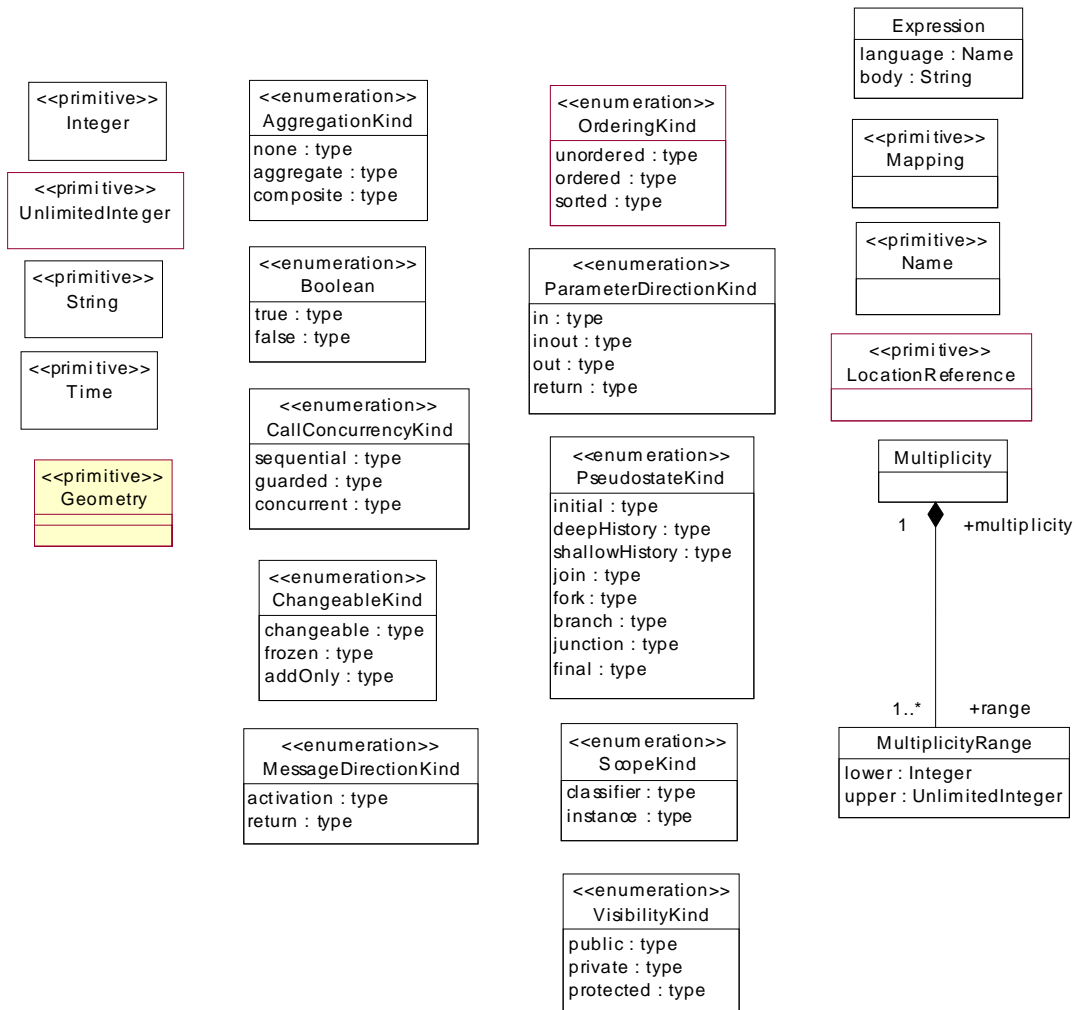 <<primitive>>
Integer
<<primitive>>
UnlimitedInteger
<<primitive>>
String
<<primitive>>
Time
<<primitive>>
Geometry
<<enumeration>>
AggregationKind
none : type
aggregate : type
composite : type
<<enumeration>>
Boolean
true : type
false : type
<<enumeration>>
CallConcurrencyKind
sequential : type
guarded : type
concurrent : type
<<enumeration>>
ChangeableKind
changeable : type
frozen : type
addOnly : type
<<enumeration>>
MessageDirectionKind
activation : type
return : type
<<enumeration>>
OrderingKind
unordered : type
ordered : type
sorted : type
<<enumeration>>
ParameterDirectionKind
in : type
inout : type
out : type
return : type
<<enumeration>>
PseudostateKind
initial : type
deepHistory : type
shallowHistory : type
join : type
fork : type
branch : type
junction : type
final : type
<<enumeration>>
ScopeKind
classifier : type
instance : type
<<enumeration>>
VisibilityKind
public : type
private : type
protected : type
Expression
language : Name
body : String
<<primitive>>
Mapping
<<primitive>>
Name
<<primitive>>
LocationReference
Multiplicity
1 +multiplicity
1..* +range
MultiplicityRange
lower : Integer
upper : UnlimitedInteger